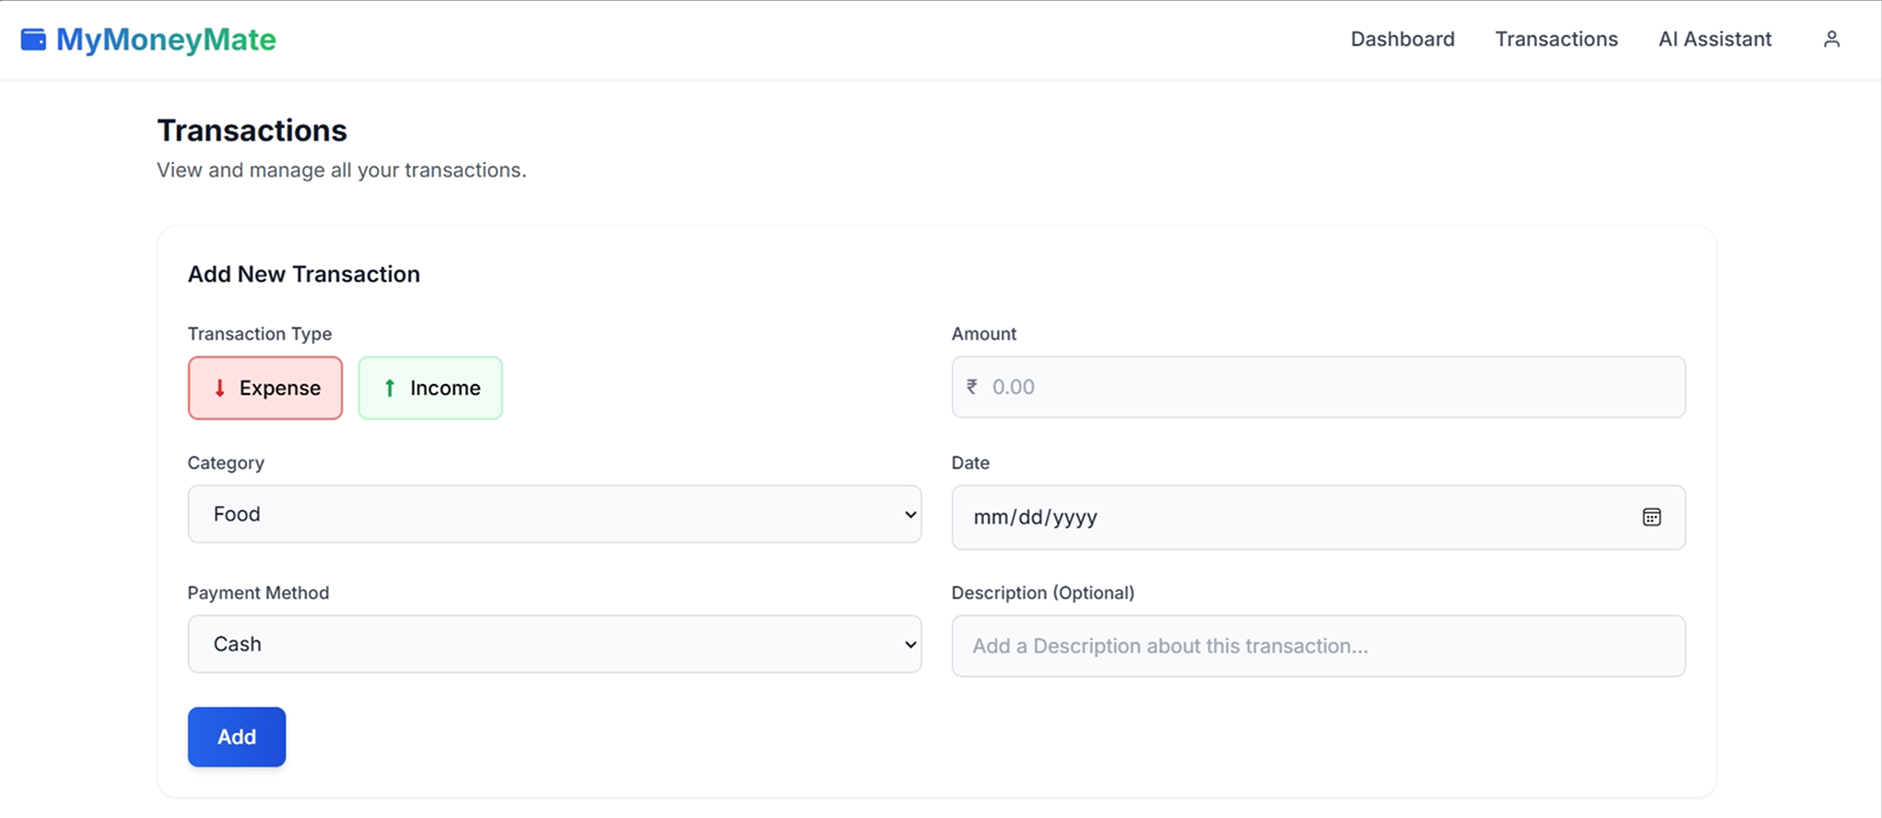 MyMoneyMate
Dashboard Transactions AI Assistant
Transactions
View and manage all your transactions.
Add New Transaction
Transaction Type
↓ Expense ↑ Income
Amount
₹ 0.00
Category
Food
Date
mm/dd/yyyy
Payment Method
Cash
Description (Optional)
Add a Description about this transaction...
Add